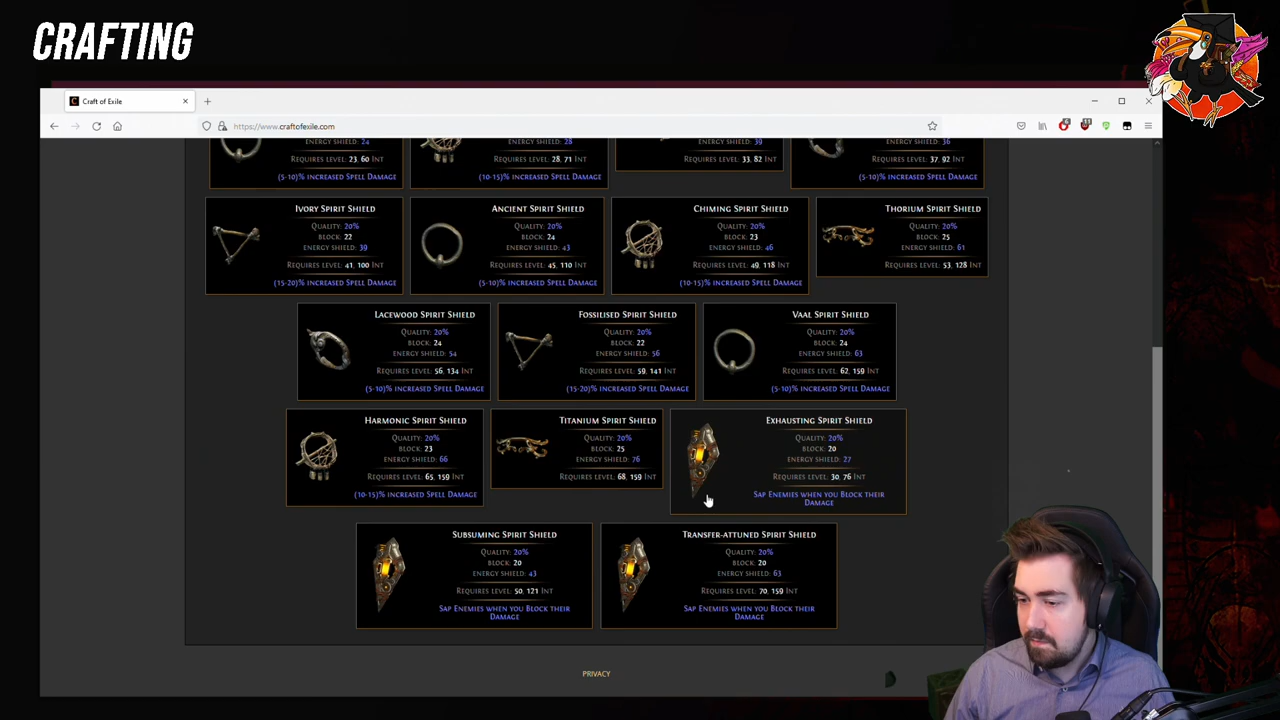 CRAFTING
C Craft of Exile
https://www.craftofexile.com
6
11
ENERGY SHIELD: 24
REQUIRES LEVEL: 23, 60 INT
(5-10)% INCREASED SPELL DAMAGE
ENERGY SHIELD: 28
REQUIRES LEVEL: 28, 71 INT
(10-15)% INCREASED SPELL DAMAGE
ENERGY SHIELD: 39
REQUIRES LEVEL: 33, 82 INT
ENERGY SHIELD: 36
REQUIRES LEVEL: 37, 92 INT
(5-10)% INCREASED SPELL DAMAGE
IVORY SPIRIT SHIELD
QUALITY: 20%
BLOCK: 22
ENERGY SHIELD: 39
REQUIRES LEVEL: 41, 100 INT
(15-20)% INCREASED SPELL DAMAGE
ANCIENT SPIRIT SHIELD
QUALITY: 20%
BLOCK: 24
ENERGY SHIELD: 43
REQUIRES LEVEL: 45, 110 INT
(5-10)% INCREASED SPELL DAMAGE
CHIMING SPIRIT SHIELD
QUALITY: 20%
BLOCK: 23
ENERGY SHIELD: 46
REQUIRES LEVEL: 49, 118 INT
(10-15)% INCREASED SPELL DAMAGE
THORIUM SPIRIT SHIELD
QUALITY: 20%
BLOCK: 25
ENERGY SHIELD: 61
REQUIRES LEVEL: 53, 128 INT
LACEWOOD SPIRIT SHIELD
QUALITY: 20%
BLOCK: 24
ENERGY SHIELD: 54
REQUIRES LEVEL: 56, 134 INT
(5-10)% INCREASED SPELL DAMAGE
FOSSILISED SPIRIT SHIELD
QUALITY: 20%
BLOCK: 22
ENERGY SHIELD: 56
REQUIRES LEVEL: 59, 141 INT
(15-20)% INCREASED SPELL DAMAGE
VAAL SPIRIT SHIELD
QUALITY: 20%
BLOCK: 24
ENERGY SHIELD: 63
REQUIRES LEVEL: 62, 159 INT
(5-10)% INCREASED SPELL DAMAGE
HARMONIC SPIRIT SHIELD
QUALITY: 20%
BLOCK: 23
ENERGY SHIELD: 66
REQUIRES LEVEL: 65, 159 INT
(10-15)% INCREASED SPELL DAMAGE
TITANIUM SPIRIT SHIELD
QUALITY: 20%
BLOCK: 25
ENERGY SHIELD: 76
REQUIRES LEVEL: 68, 159 INT
EXHAUSTING SPIRIT SHIELD
QUALITY: 20%
BLOCK: 20
ENERGY SHIELD: 27
REQUIRES LEVEL: 30, 76 INT
SAP ENEMIES WHEN YOU BLOCK THEIR
DAMAGE
SUBSUMING SPIRIT SHIELD
QUALITY: 20%
BLOCK: 20
ENERGY SHIELD: 43
REQUIRES LEVEL: 50, 121 INT
SAP ENEMIES WHEN YOU BLOCK THEIR
DAMAGE
TRANSFER-ATTUNED SPIRIT SHIELD
QUALITY: 20%
BLOCK: 20
ENERGY SHIELD: 63
REQUIRES LEVEL: 70, 159 INT
SAP ENEMIES WHEN YOU BLOCK THEIR
DAMAGE
PRIVACY